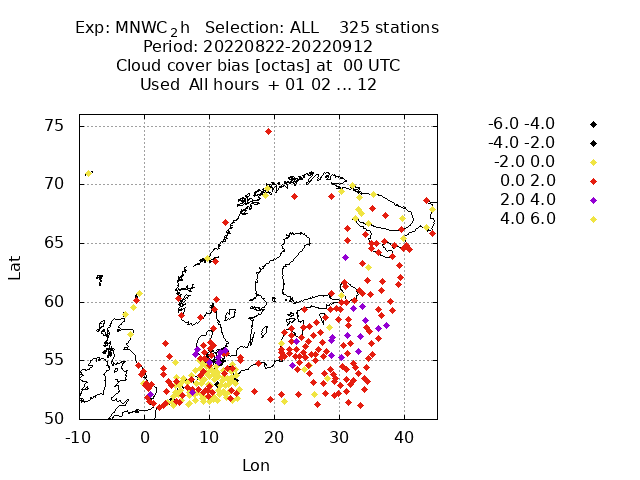 Exp: MNWC2h Selection: ALL 325 stations
Period: 20220822-20220912
Cloud cover bias [octas] at 00 UTC
Used All hours + 01 02 ... 12
-6.0 -4.0
-4.0 -2.0
-2.0 0.0
0.0 2.0
2.0 4.0
4.0 6.0
75
70
65
60
55
50
Lat
-10 0 10 20 30 40
Lon